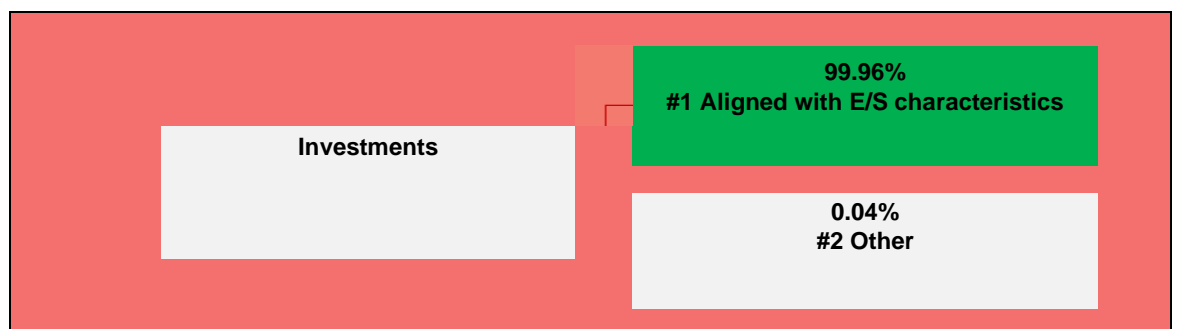 99.96%
#1 Aligned with E/S characteristics
Investments
0.04%
#2 Other